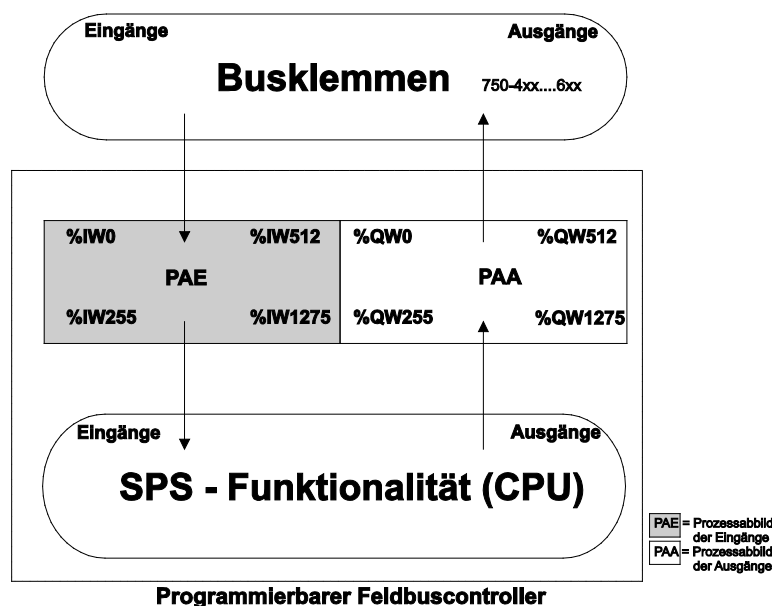 Eingänge Ausgänge
Busklemmen 750-4xx....6xx
%IW0 %IW512 %QW0 %QW512
PAE PAA
%IW255 %IW1275 %QW255 %QW1275
Eingänge Ausgänge
SPS - Funktionalität (CPU)
PAE = Prozessabbild
der Eingänge
PAA = Prozessabbild
der Ausgänge
Programmierbarer Feldbuscontroller